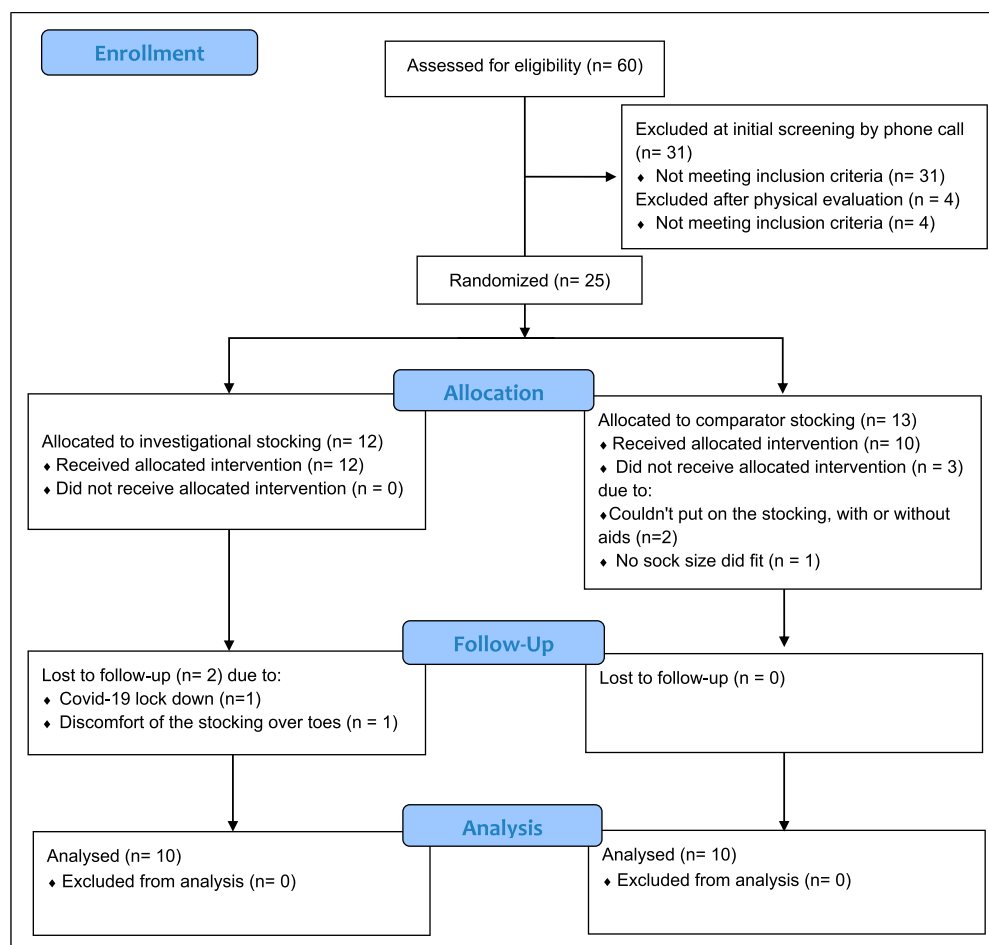 Enrollment
Assessed for eligibility (n= 60)
Excluded at initial screening by phone call
(n= 31)
♦ Not meeting inclusion criteria (n= 31)
Excluded after physical evaluation (n = 4)
♦ Not meeting inclusion criteria (n= 4)
Randomized (n= 25)
Allocation
Allocated to investigational stocking (n= 12)
♦ Received allocated intervention (n= 12)
♦ Did not receive allocated intervention (n = 0)
Allocated to comparator stocking (n= 13)
♦ Received allocated intervention (n= 10)
♦ Did not receive allocated intervention (n = 3)
due to:
♦Couldn't put on the stocking, with or without
aids (n=2)
♦ No sock size did fit (n = 1)
Follow-Up
Lost to follow-up (n= 2) due to:
♦ Covid-19 lock down (n=1)
♦ Discomfort of the stocking over toes (n = 1)
Lost to follow-up (n = 0)
Analysis
Analysed (n= 10)
♦ Excluded from analysis (n= 0)
Analysed (n= 10)
♦ Excluded from analysis (n= 0)